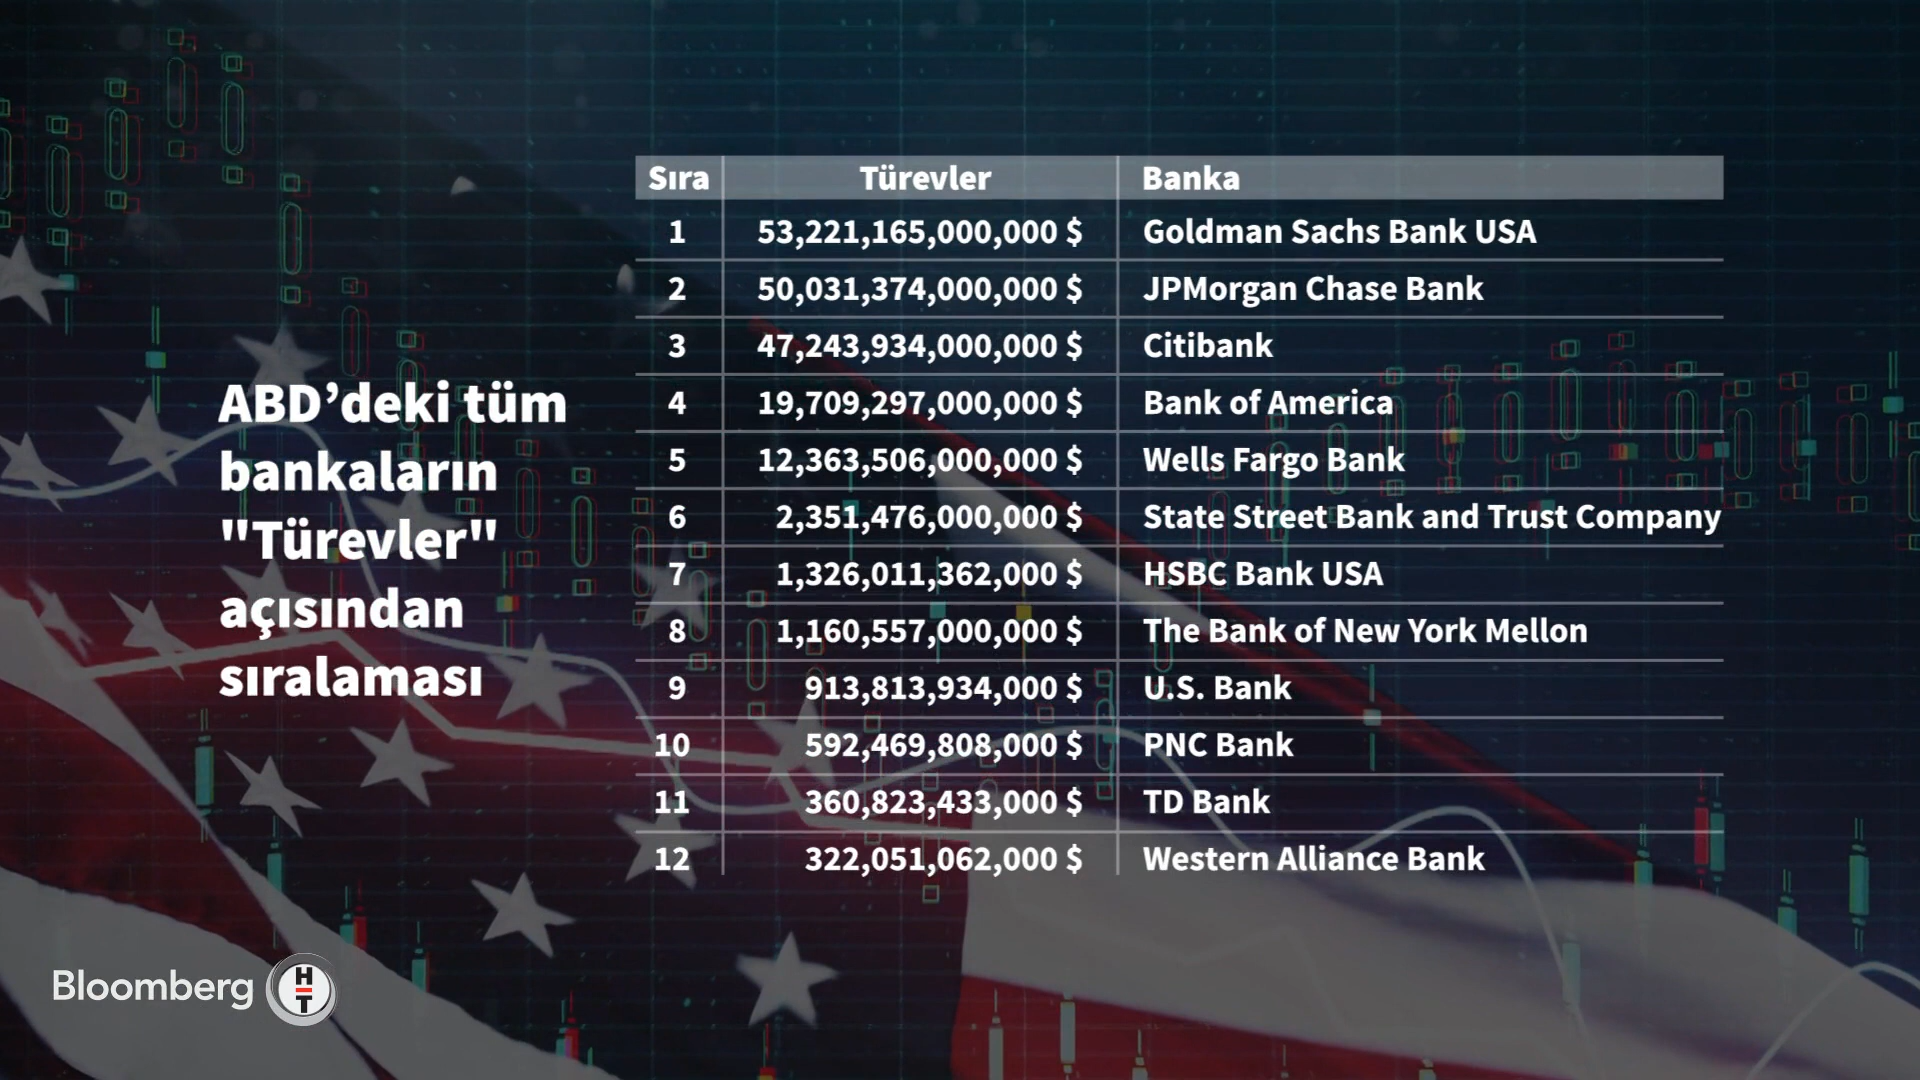 ABD’deki tüm
bankaların
"Türevler"
açısından
sıralaması
Sıra Türevler Banka
1 53,221,165,000,000 $ Goldman Sachs Bank USA
2 50,031,374,000,000 $ JPMorgan Chase Bank
3 47,243,934,000,000 $ Citibank
4 19,709,297,000,000 $ Bank of America
5 12,363,506,000,000 $ Wells Fargo Bank
6 2,351,476,000,000 $ State Street Bank and Trust Company
7 1,326,011,362,000 $ HSBC Bank USA
8 1,160,557,000,000 $ The Bank of New York Mellon
9 913,813,934,000 $ U.S. Bank
10 592,469,808,000 $ PNC Bank
11 360,823,433,000 $ TD Bank
12 322,051,062,000 $ Western Alliance Bank
Bloomberg HT